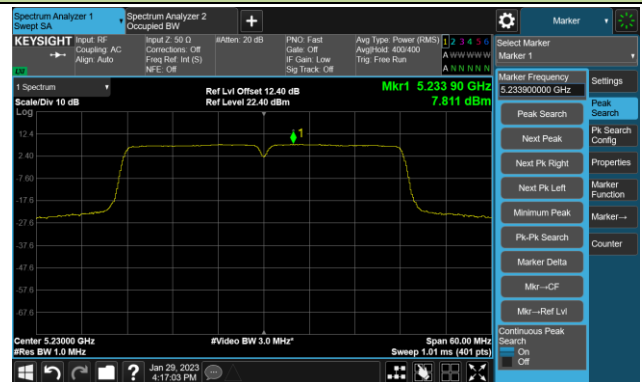 Spectrum Analyzer 1
Swept SA
Spectrum Analyzer 2
Occupied BW
+
Marker
KEYSIGHT
Input: RF
Coupling: AC
Align: Auto
Input Z: 50 Ω
Corrections: Off
Freq Ref: Int (S)
NFE: Off
#Atten: 20 dB
PNO: Fast
Gate: Off
IF Gain: Low
Sig Track: Off
Avg Type: Power (RMS)
Avg|Hold: 400/400
Trig: Free Run
1 2 3 4 5 6
A W W W W W
A N N N N N
LXI
Select Marker
Marker 1
1 Spectrum
Scale/Div 10 dB
Log
Ref Lvl Offset 12.40 dB
Ref Level 22.40 dBm
Mkr1 5.233 90 GHz
7.811 dBm
1
12.4
2.40
-7.60
-17.6
-27.6
-37.6
-47.6
-57.6
-67.6
Center 5.23000 GHz
#Res BW 1.0 MHz
#Video BW 3.0 MHz*
Span 60.00 MHz
Sweep 1.01 ms (401 pts)
Marker Frequency
5.233900000 GHz
Peak Search
Next Peak
Next Pk Right
Next Pk Left
Minimum Peak
Pk-Pk Search
Marker Delta
Mkr→CF
Mkr→Ref Lvl
Continuous Peak
Search
On
Off
Settings
Peak
Search
Pk Search
Config
Properties
Marker
Function
Marker→
Counter
?
Jan 29, 2023
4:17:03 PM